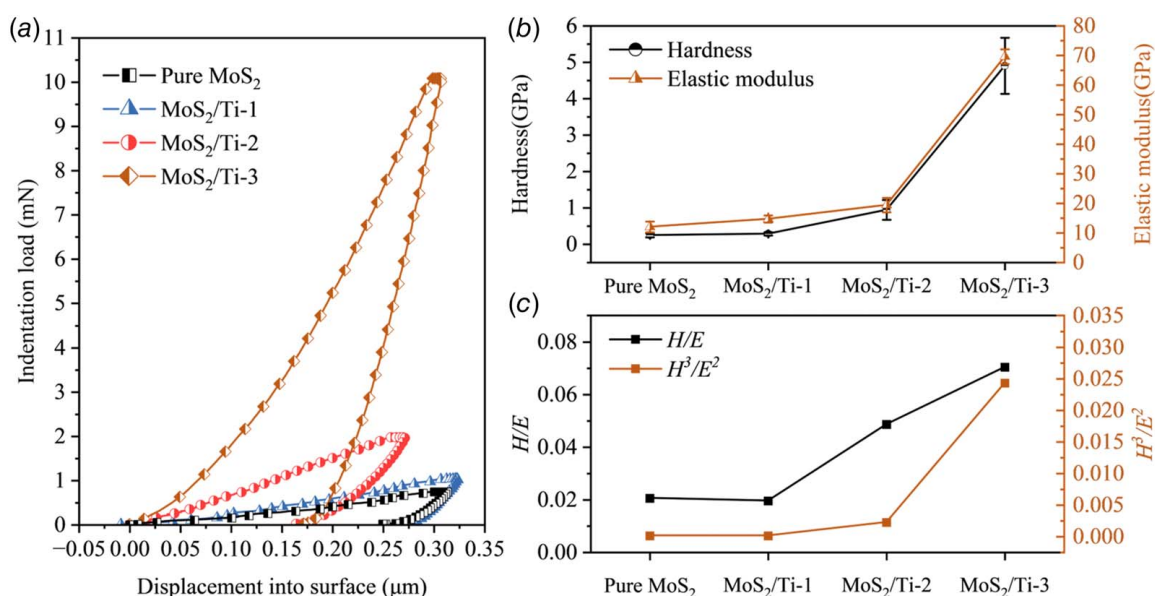 (a)
11
10
9
8
7
6
5
4
3
2
1
0
Indentation load (mN)
Pure MoS₂
MoS₂/Ti-1
MoS₂/Ti-2
MoS₂/Ti-3
−0.05 0.00 0.05 0.10 0.15 0.20 0.25 0.30 0.35
Displacement into surface (μm)
(b)
6
5
4
3
2
1
0
Hardness(GPa)
Hardness
Elastic modulus
80
70
60
50
40
30
20
10
0
Elastic modulus(GPa)
Pure MoS₂ MoS₂/Ti-1 MoS₂/Ti-2 MoS₂/Ti-3
(c)
0.08
0.06
0.04
0.02
0.00
H/E
H/E
H³/E²
0.035
0.030
0.025
0.020
0.015
0.010
0.005
0.000
H³/E²
Pure MoS₂ MoS₂/Ti-1 MoS₂/Ti-2 MoS₂/Ti-3